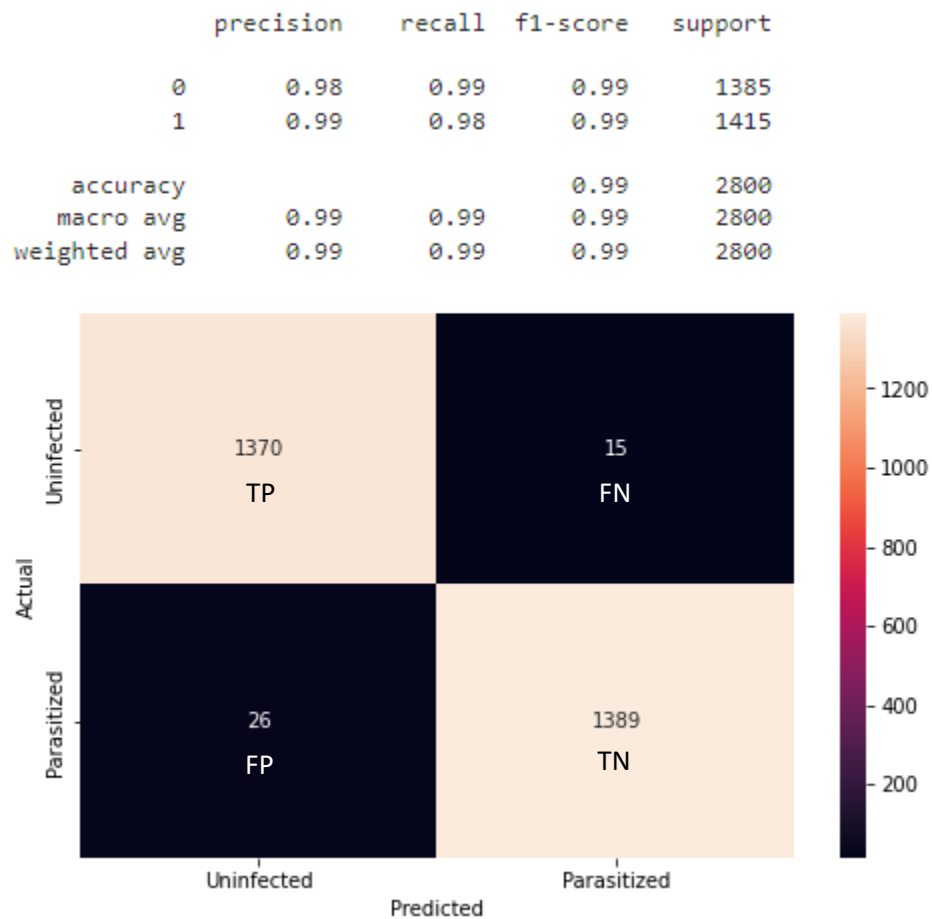 precision recall f1-score support
0 0.98 0.99 0.99 1385
1 0.99 0.98 0.99 1415
accuracy 0.99 2800
macro avg 0.99 0.99 0.99 2800
weighted avg 0.99 0.99 0.99 2800
Actual
Uninfected
1370
TP
15
FN
Parasitized
26
FP
1389
TN
Uninfected Parasitized
Predicted
1200
1000
800
600
400
200